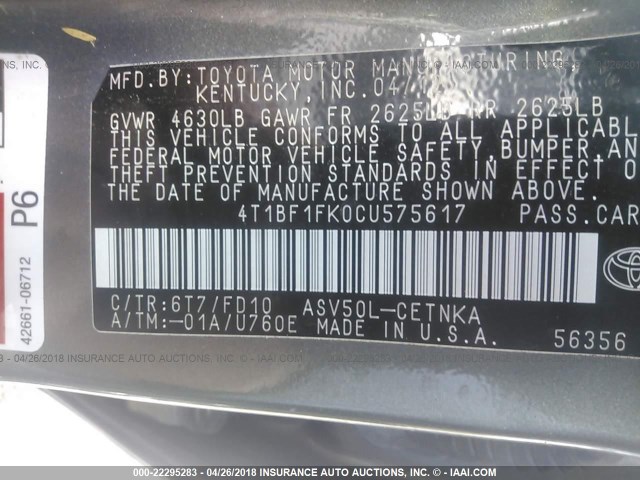 MFD.BY: TOYOTA MOTOR
KENTUCKY, INC.
GVWR 4630LB GAWR FR 2625LB RR 2625LB
THIS VEHICLE CONFORMS TO ALL APPLICABL
FEDERAL MOTOR VEHICLE SAFETY, BUMPER, AN
THEFT PREVENTION STANDARDS IN EFFECT O
THE DATE OF MANUFACTURE SHOWN ABOVE.
4T1BF1FK0CU575617 PASS.CAR
C/TR: 6T7/FD10 ASV50L-CETNKA
A/TM: -01A/U760E MADE IN U.S.A.
56356
P6
42661-06712
000-22295283 - 04/26/2018 INSURANCE AUTO AUCTIONS, INC. - © IAAI.COM